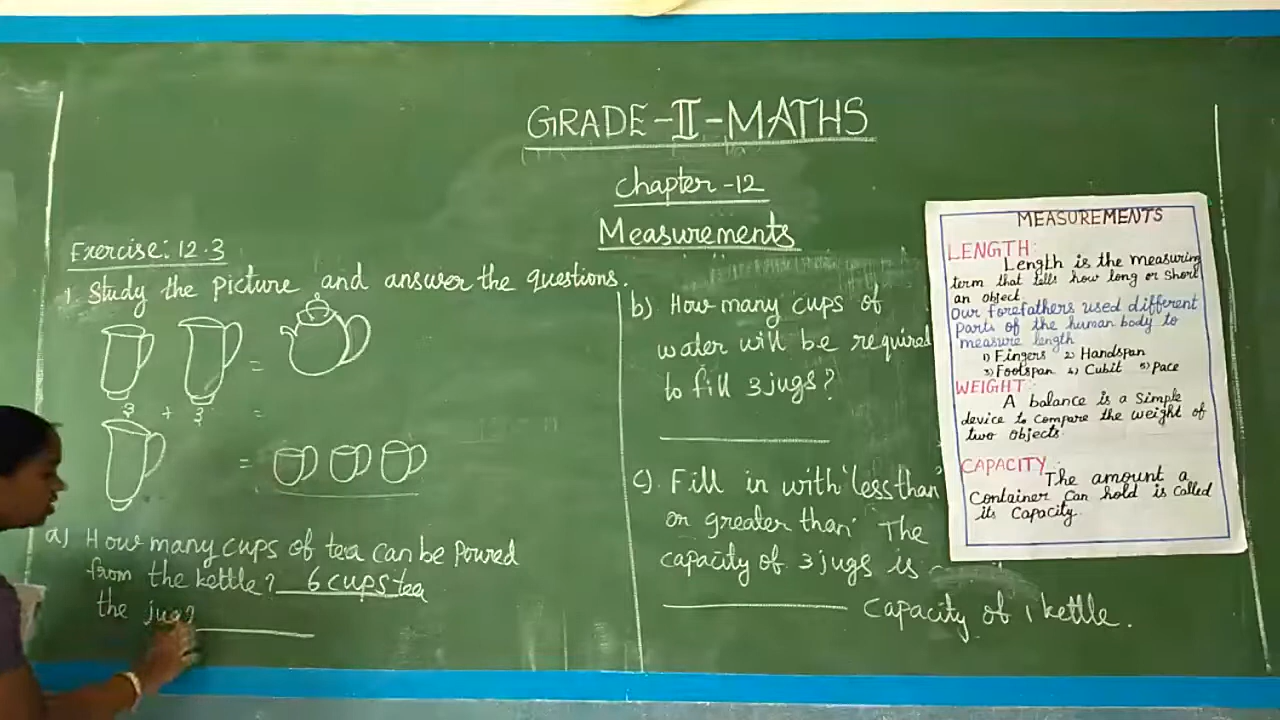 GRADE-II-MATHS
Chapter-12
Measurements
Exercise: 12.3
1 Study the picture and answer the questions.
=
3 + 3 =
=
a) How many cups of tea can be poured
from the kettle? 6 cups tea
the jug?
b) How many cups of
water will be required
to fill 3 jugs?
c). Fill in with 'less than'
or greater than. The
capacity of 3 jugs is
capacity of 1 kettle.
MEASUREMENTS
LENGTH:
Length is the measuring
term that tells how long or short
an object.
Our forefathers used different
parts of the human body to
measure length
1) Fingers 2) Handspan
3) Footspan 4) Cubit 5) Pace
WEIGHT:
A balance is a simple
device to compare the weight of
two objects.
CAPACITY:
The amount a
Container can hold is called
its Capacity.